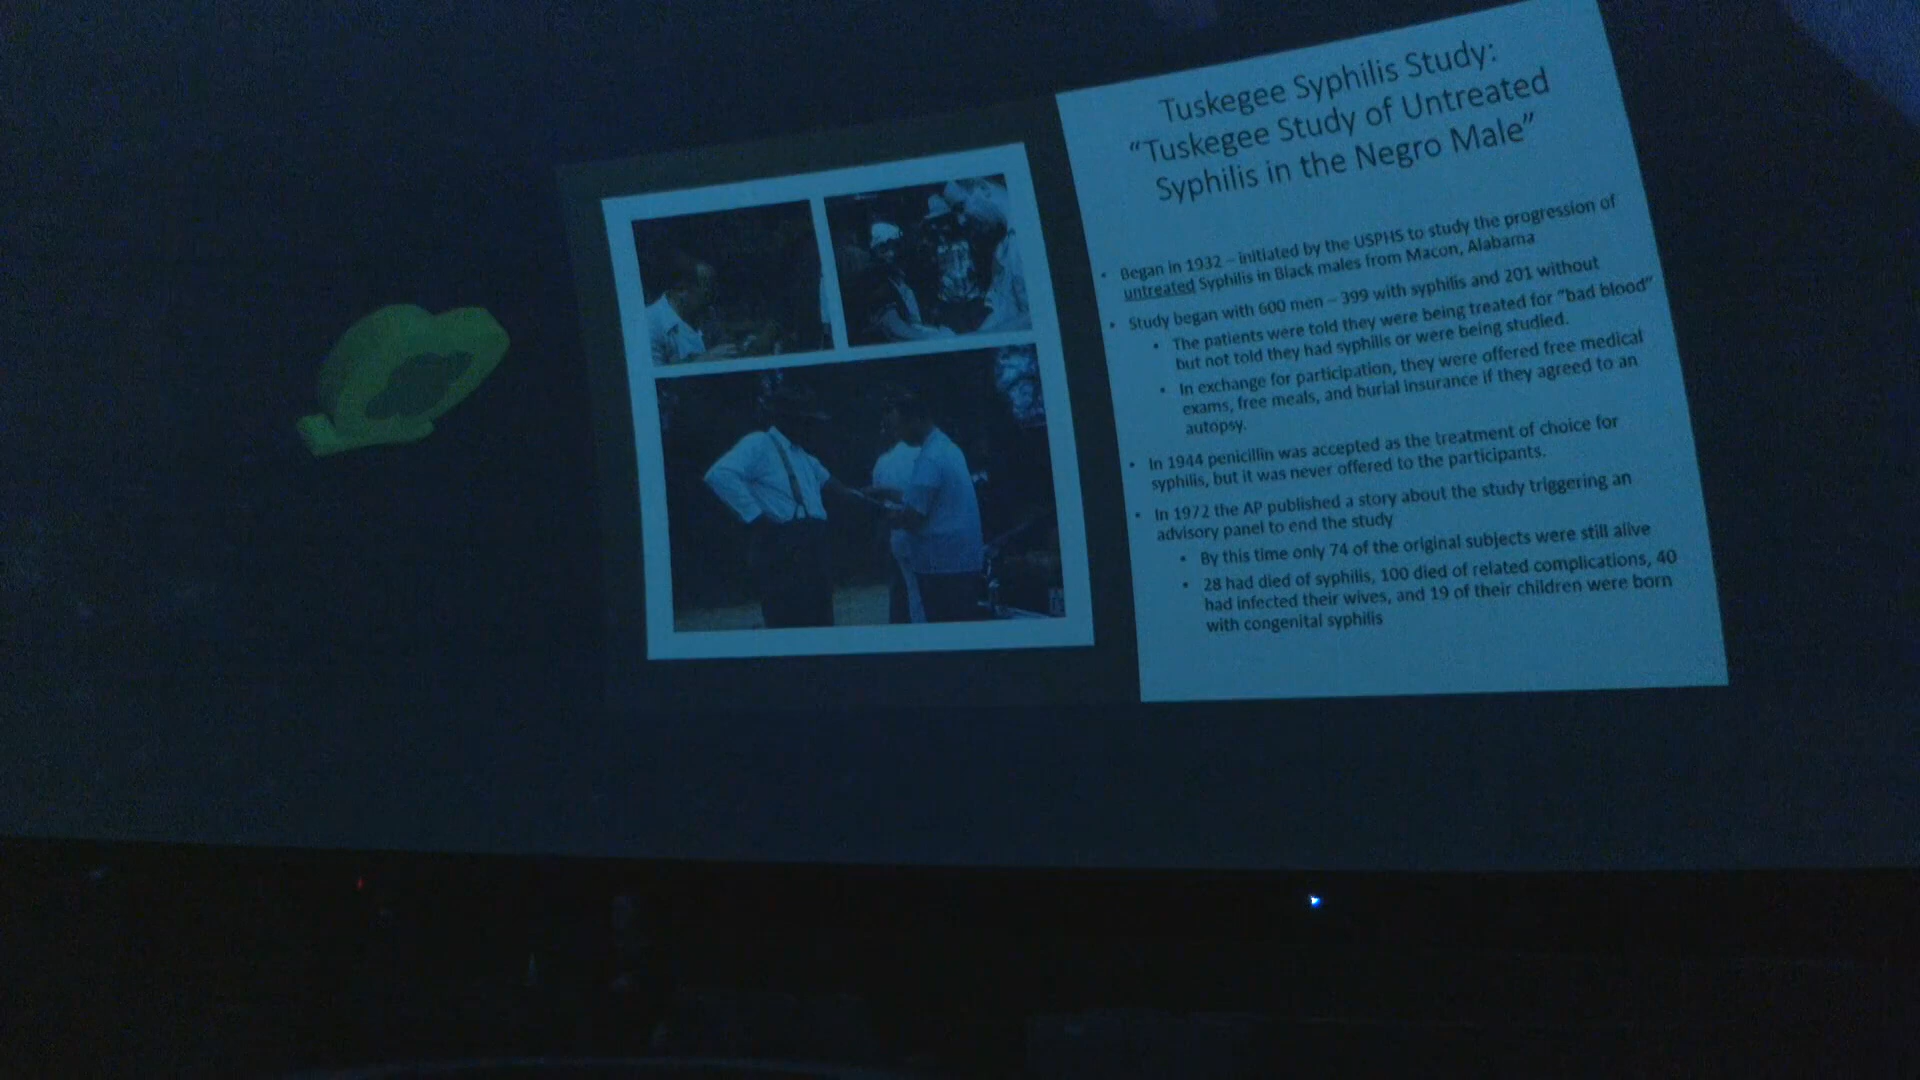 Tuskegee Syphilis Study:
“Tuskegee Study of Untreated
Syphilis in the Negro Male”
• Began in 1932 – initiated by the USPHS to study the progression of
untreated Syphilis in Black males from Macon, Alabama
• Study began with 600 men – 399 with syphilis and 201 without
• The patients were told they were being treated for “bad blood”
but not told they had syphilis or were being studied.
• In exchange for participation, they were offered free medical
exams, free meals, and burial insurance if they agreed to an
autopsy.
• In 1944 penicillin was accepted as the treatment of choice for
syphilis, but it was never offered to the participants.
• In 1972 the AP published a story about the study triggering an
advisory panel to end the study
• By this time only 74 of the original subjects were still alive
• 28 had died of syphilis, 100 died of related complications, 40
had infected their wives, and 19 of their children were born
with congenital syphilis